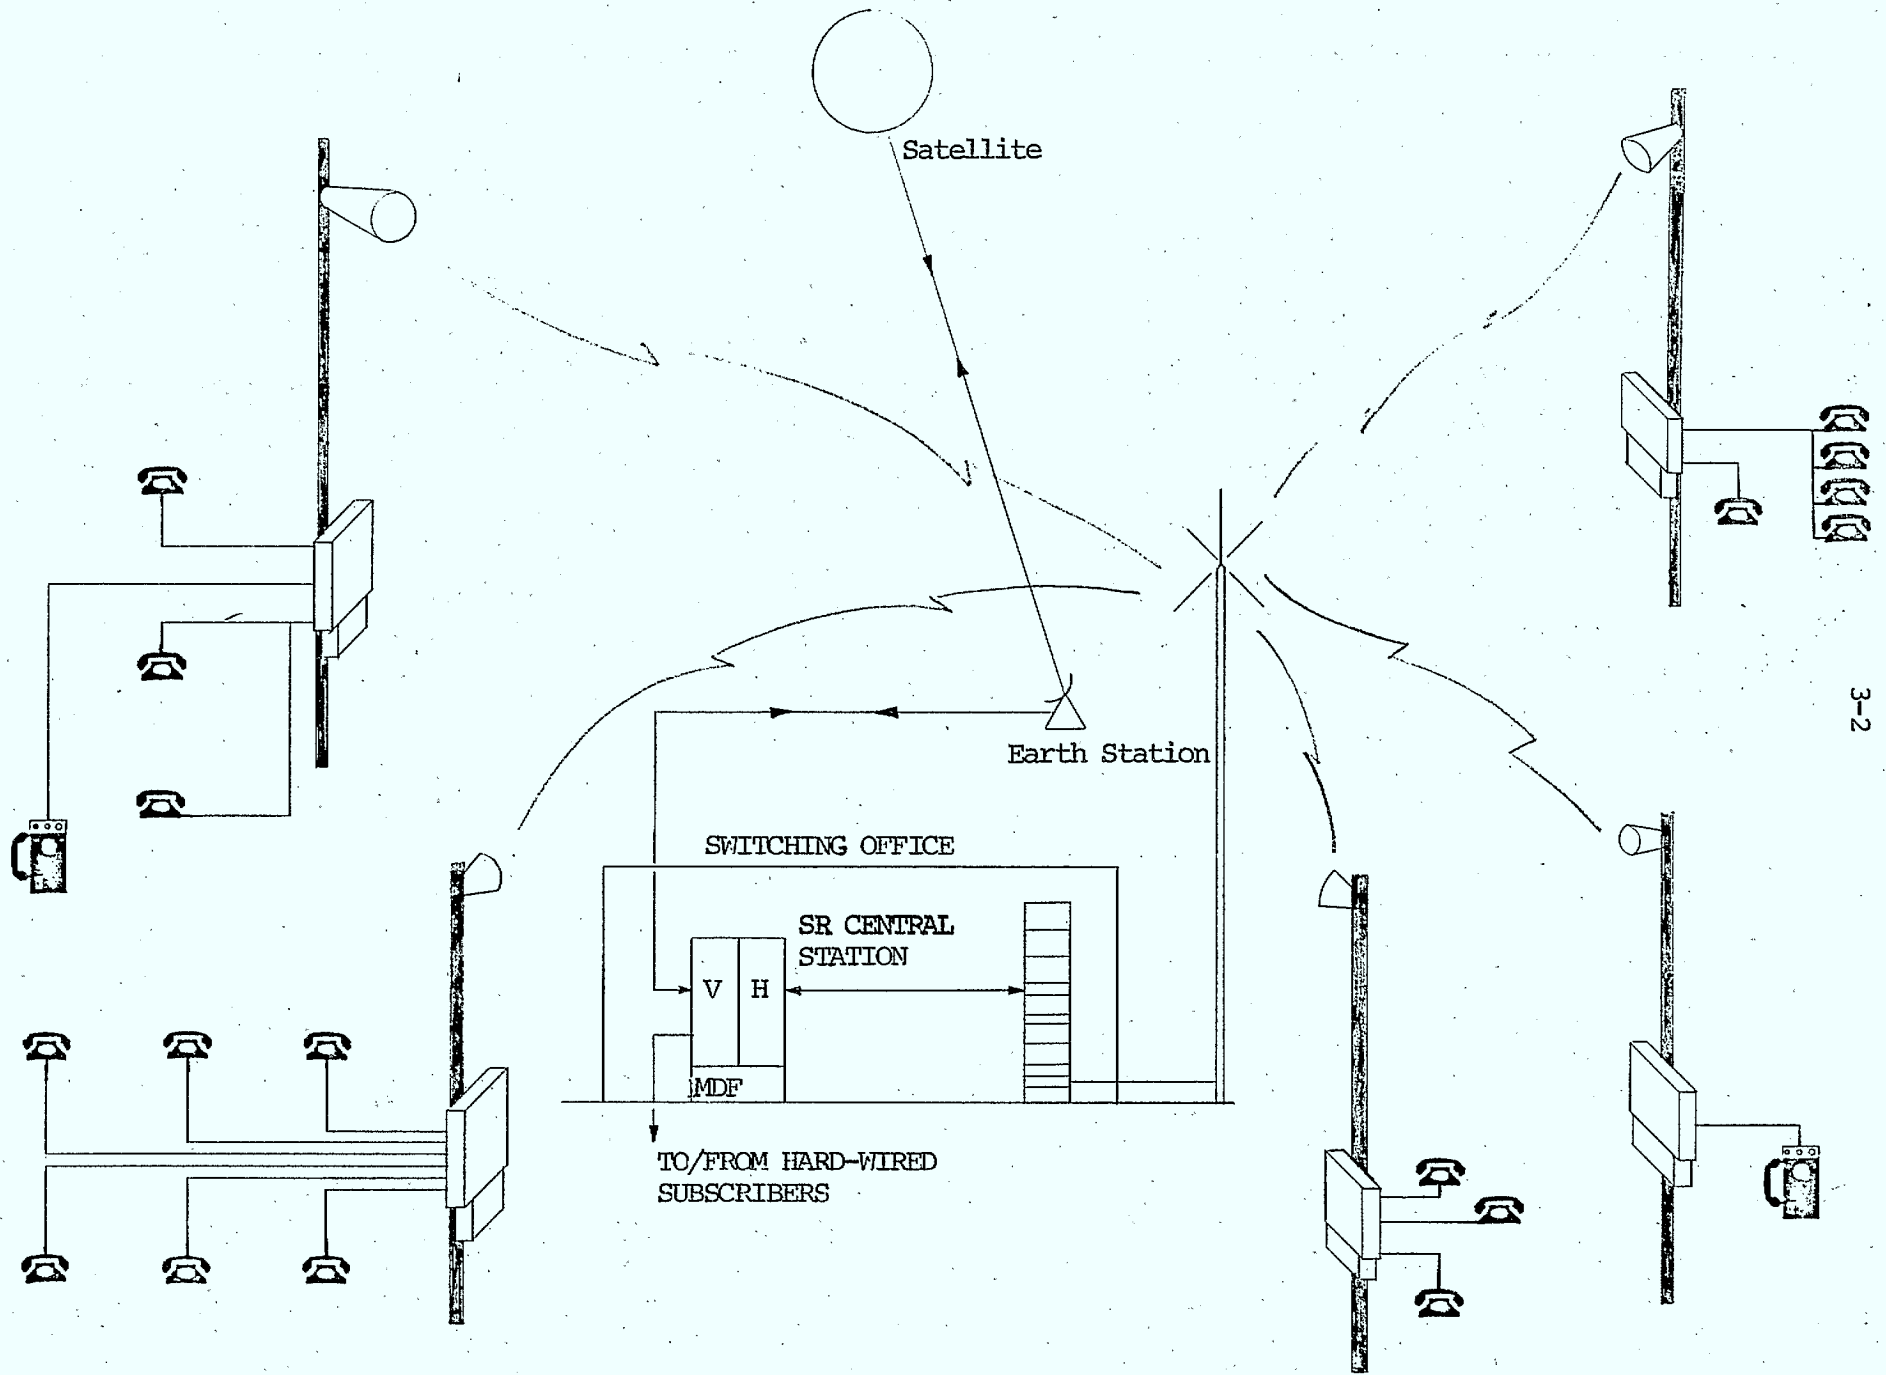 Satellite
3-2
Earth Station
SWITCHING OFFICE
SR CENTRAL
STATION
V H
MDF
TO/FROM HARD-WIRED
SUBSCRIBERS